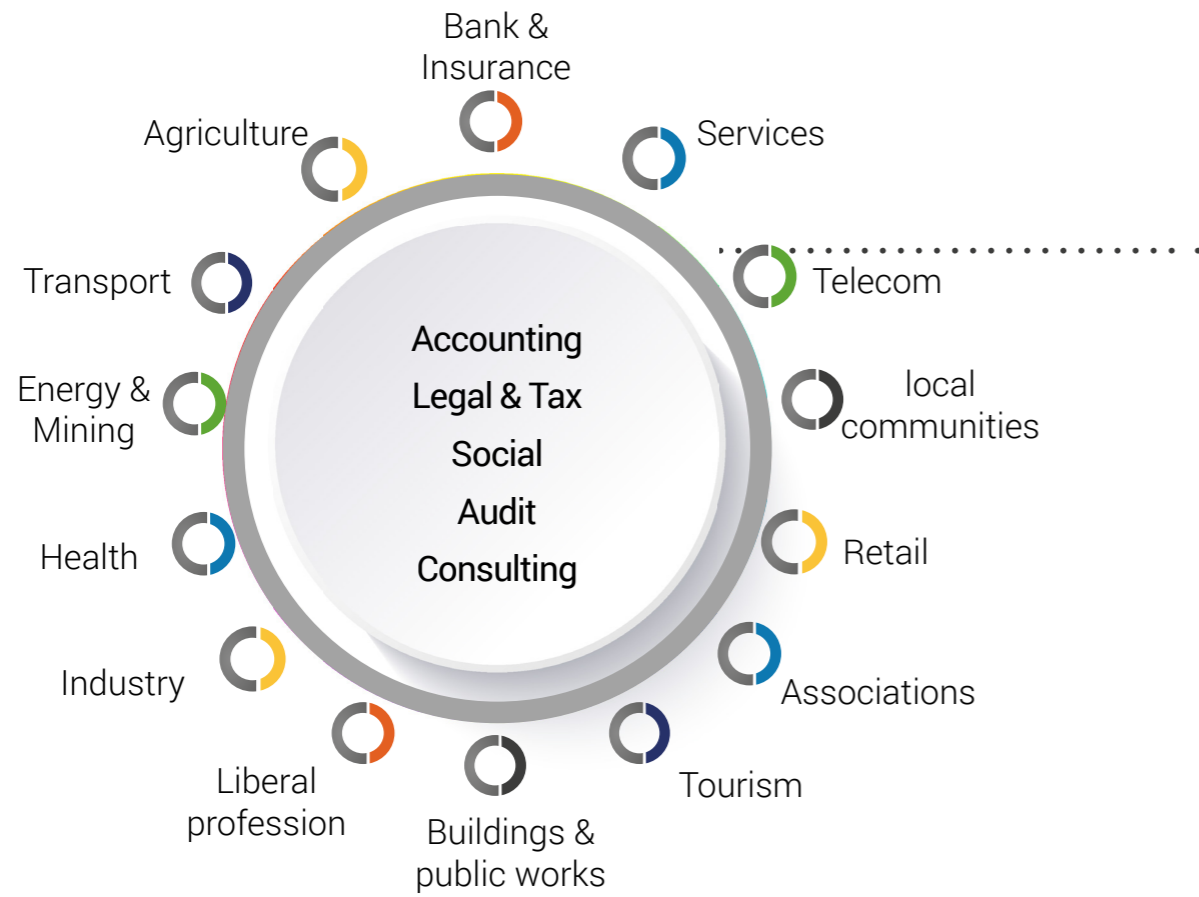 Bank &
Insurance
Agriculture
Services
Transport
Telecom
Energy &
Mining
local
communities
Accounting
Legal & Tax
Social
Audit
Consulting
Health
Retail
Industry
Associations
Liberal
profession
Tourism
Buildings &
public works